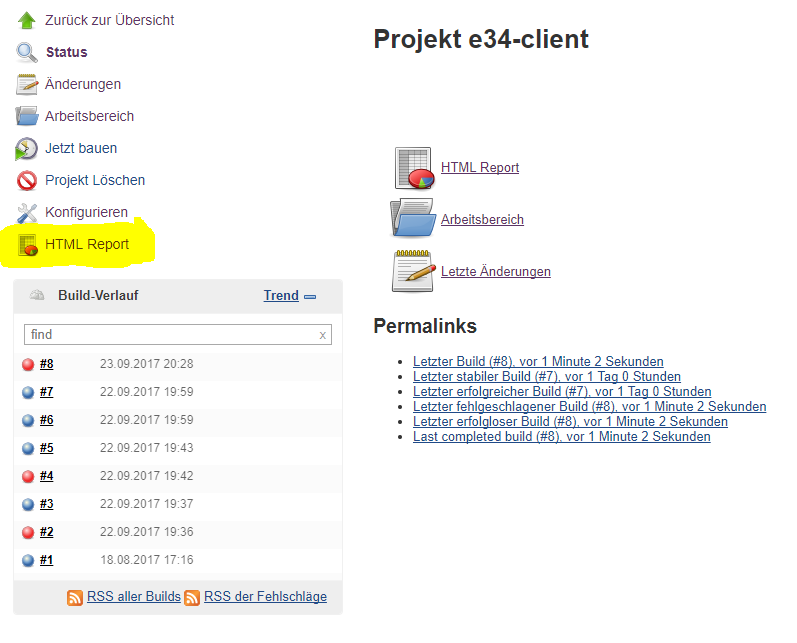 Zurück zur Übersicht
Status
Änderungen
Arbeitsbereich
Jetzt bauen
Projekt Löschen
Konfigurieren
HTML Report
Build-Verlauf Trend
find x
#8 23.09.2017 20:28
#7 22.09.2017 19:59
#6 22.09.2017 19:59
#5 22.09.2017 19:43
#4 22.09.2017 19:42
#3 22.09.2017 19:37
#2 22.09.2017 19:36
#1 18.08.2017 17:16
RSS aller Builds RSS der Fehlschläge
Projekt e34-client
HTML Report
Arbeitsbereich
Letzte Änderungen
Permalinks
Letzter Build (#8), vor 1 Minute 2 Sekunden
Letzter stabiler Build (#7), vor 1 Tag 0 Stunden
Letzter erfolgreicher Build (#7), vor 1 Tag 0 Stunden
Letzter fehlgeschlagener Build (#8), vor 1 Minute 2 Sekunden
Letzter erfolgloser Build (#8), vor 1 Minute 2 Sekunden
Last completed build (#8), vor 1 Minute 2 Sekunden